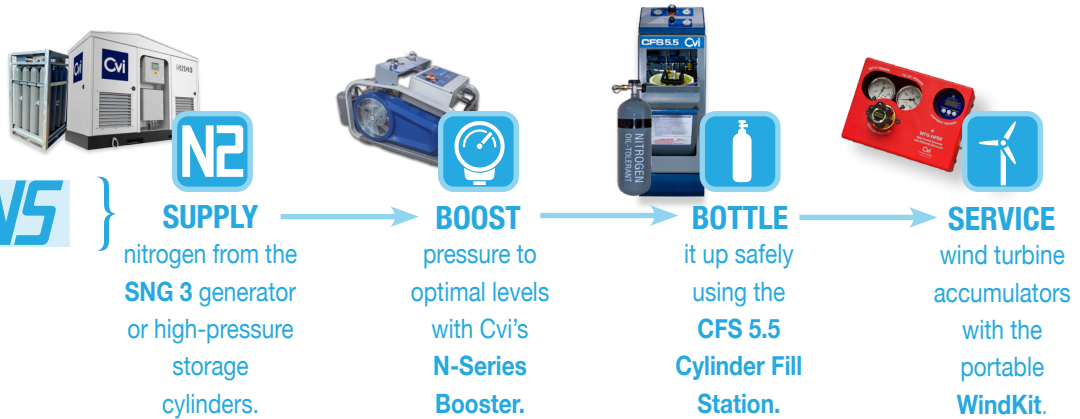 Cvi
Cvi
CFS 5.5 Cvi
NITROGEN
OIL-TOLERANT
N2
NS
SUPPLY
nitrogen from the
SNG 3 generator
or high-pressure
storage
cylinders.
BOOST
pressure to
optimal levels
with Cvi’s
N-Series
Booster.
BOTTLE
it up safely
using the
CFS 5.5
Cylinder Fill
Station.
SERVICE
wind turbine
accumulators
with the
portable
WindKit.